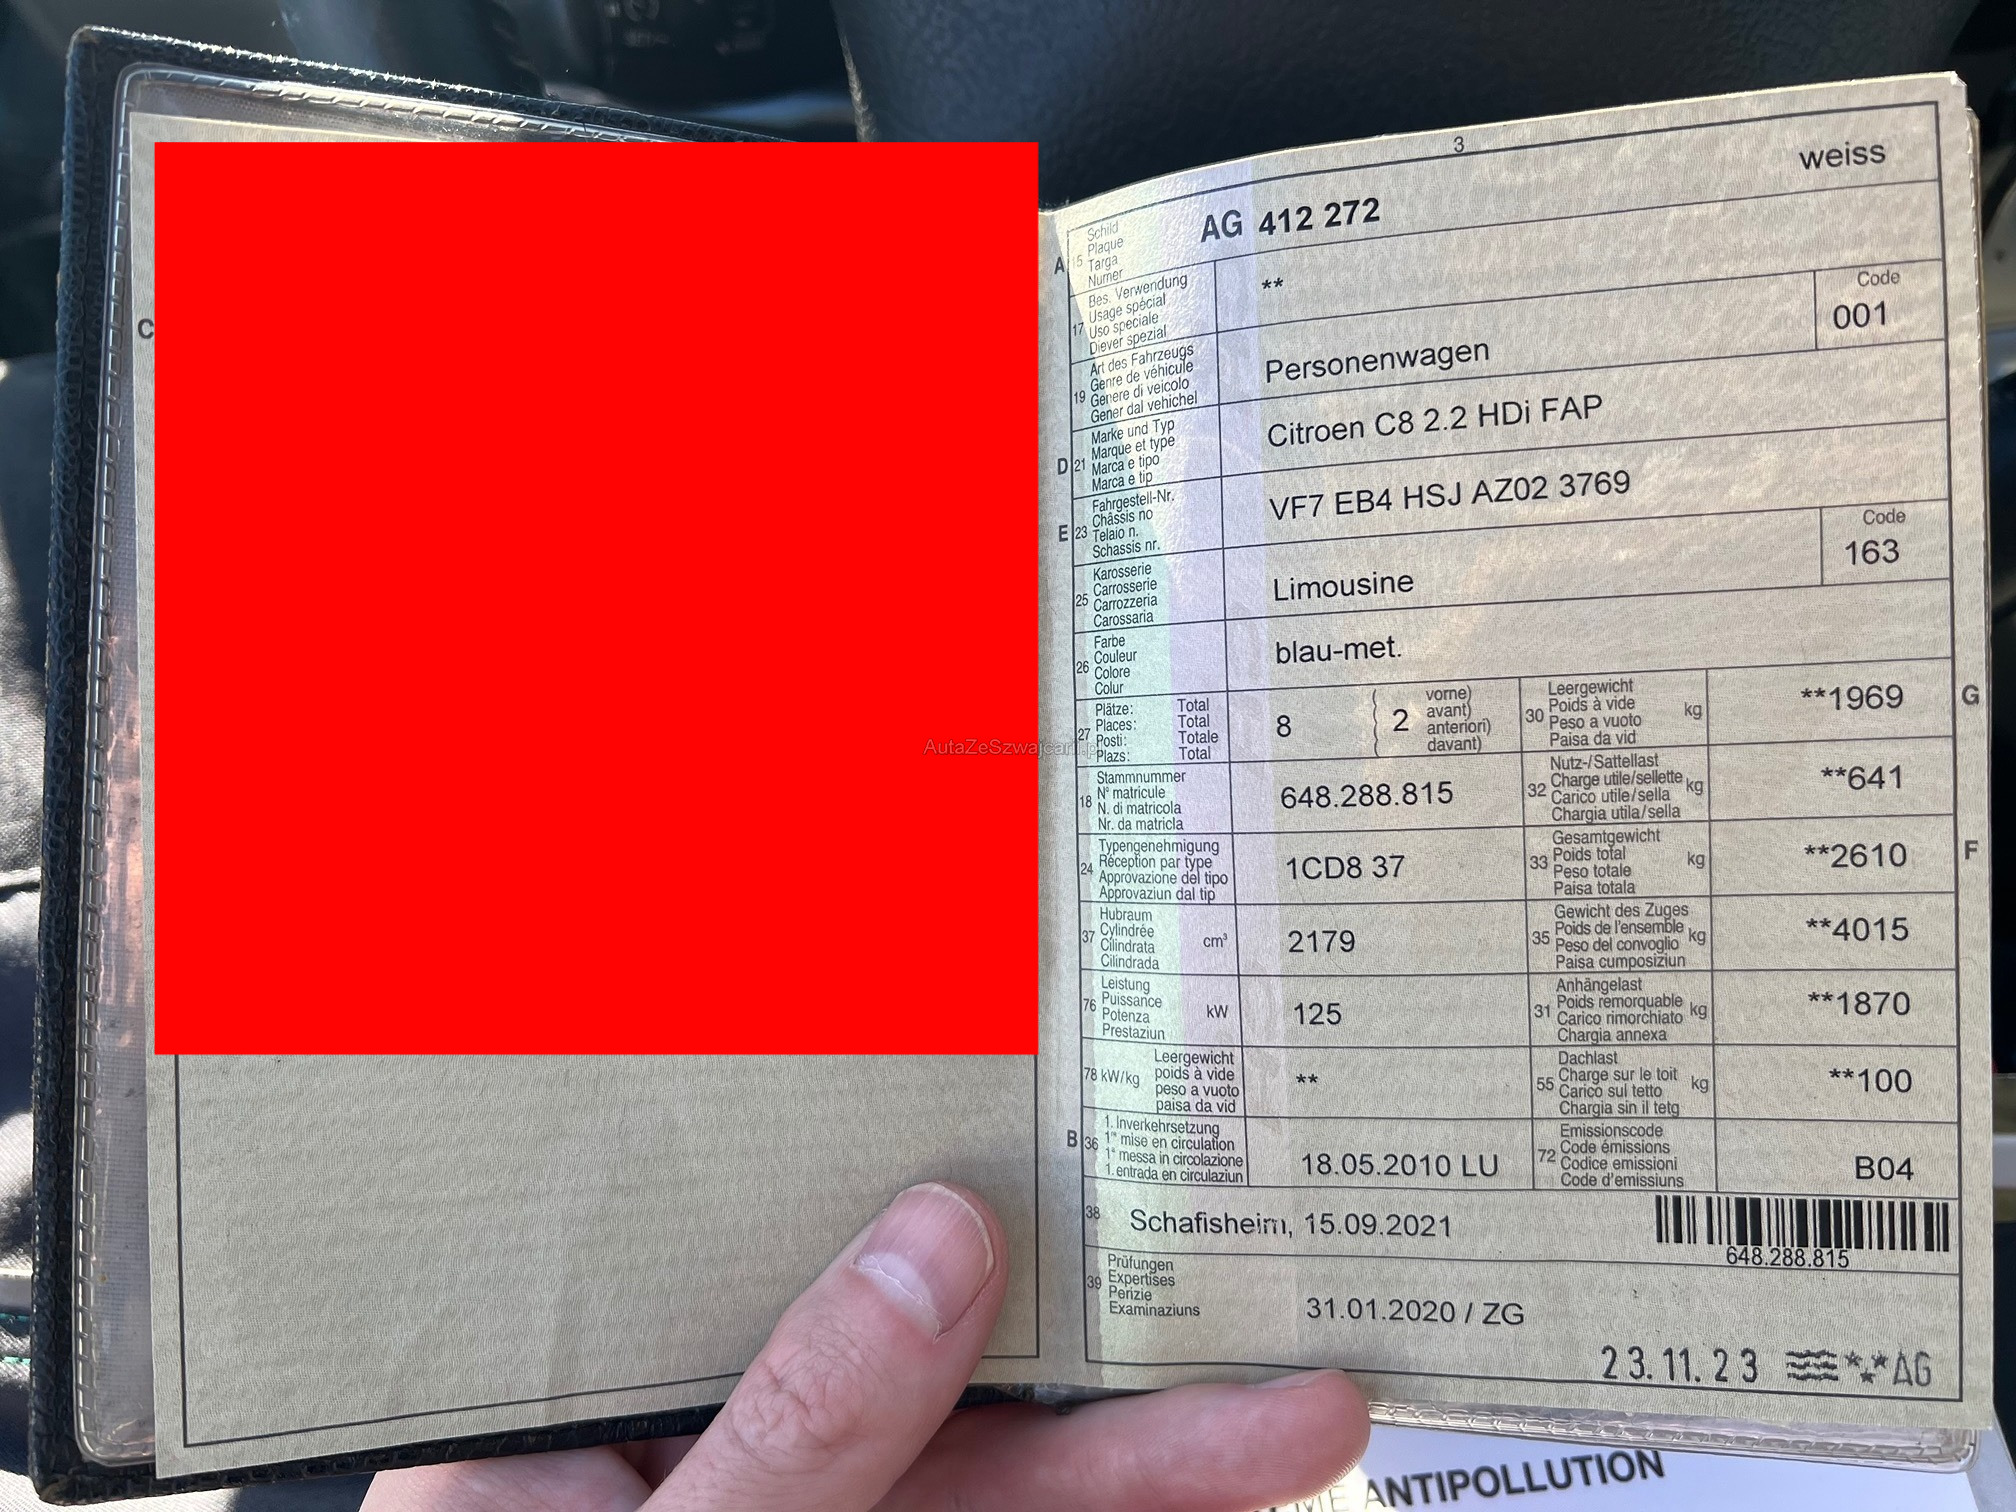 C
3
weiss
A 15 Schild
Plaque
Targa
Numer
AG 412 272
17 Bes. Verwendung
Usage spécial
Uso speciale
Diever spezial
**
19 Art des Fahrzeugs
Genre de véhicule
Genere di veicolo
Gener dal vehichel
Personenwagen
Code
001
D 21 Marke und Typ
Marque et type
Marca e tipo
Marca e tip
Citroen C8 2.2 HDi FAP
E 23 Fahrgestell-Nr.
Châssis no
Telaio n.
Schassis nr.
VF7 EB4 HSJ AZ02 3769
25 Karosserie
Carrosserie
Carrozzeria
Carossaria
Limousine
Code
163
26 Farbe
Couleur
Colore
Colur
blau-met.
27 Plätze: Total
Places: Total
Posti: Totale
Plazs: Total
8 ( 2 vorne)
avant)
anteriori)
davant)
30 Leergewicht
Poids à vide kg
Peso a vuoto
Paisa da vid
**1969 G
AutaZeSzwajcarii.pl
18 Stammnummer
N° matricule
N. di matricola
Nr. da matricla
648.288.815
32 Nutz-/Sattellast
Charge utile/sellette kg
Carico utile/sella
Chargia utila/sella
**641
24 Typengenehmigung
Réception par type
Approvazione del tipo
Approvaziun dal tip
1CD8 37
33 Gesamtgewicht
Poids total kg
Peso totale
Paisa totala
**2610 F
37 Hubraum
Cylindrée
Cilindrata cm³
Cilindrada
2179
35 Gewicht des Zuges
Poids de l'ensemble kg
Peso del convoglio
Paisa cumposiziun
**4015
76 Leistung
Puissance
Potenza kW
Prestaziun
125
31 Anhängelast
Poids remorquable kg
Carico rimorchiato
Chargia annexa
**1870
78 kW/kg Leergewicht
poids à vide
peso a vuoto
paisa da vid
**
55 Dachlast
Charge sur le toit kg
Carico sul tetto
Chargia sin il tetg
**100
B 36 1. Inverkehrsetzung
1re mise en circulation
1a messa in circolazione
1. entrada en circulaziun
18.05.2010 LU
72 Emissionscode
Code émissions
Codice emissioni
Code d'emissiuns
B04
38 Schafisheim, 15.09.2021
648.288.815
39 Prüfungen
Expertises
Perizie
Examinaziuns
31.01.2020 / ZG
23.11.23 AG
ANTIPOLLUTION